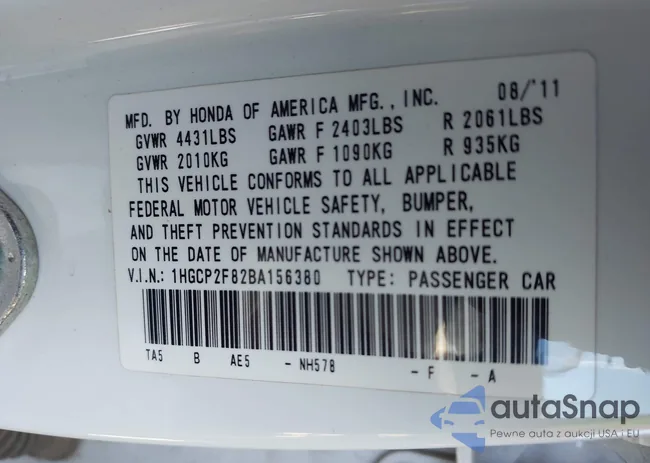 08/'11
MFD. BY HONDA OF AMERICA MFG., INC.
GVWR 4431LBS GAWR F 2403LBS R 2061LBS
GVWR 2010KG GAWR F 1090KG R 935KG
THIS VEHICLE CONFORMS TO ALL APPLICABLE
FEDERAL MOTOR VEHICLE SAFETY, BUMPER,
AND THEFT PREVENTION STANDARDS IN EFFECT
ON THE DATE OF MANUFACTURE SHOWN ABOVE.
V.I.N.: 1HGCP2F82BA156380 TYPE: PASSENGER CAR
TA5 B AE5 - NH578 - F - A
autaSnap
Pewne auta z aukcji USA i EU